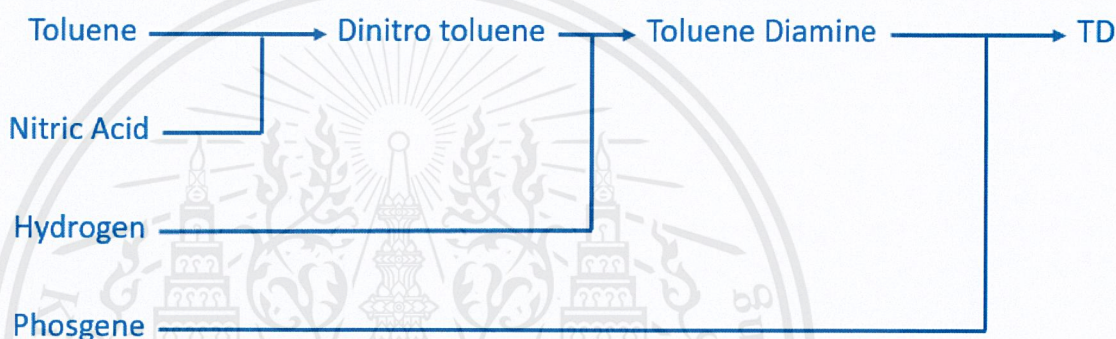 Toluene Dinitro toluene Toluene Diamine TD
Nitric Acid
Hydrogen
Phosgene